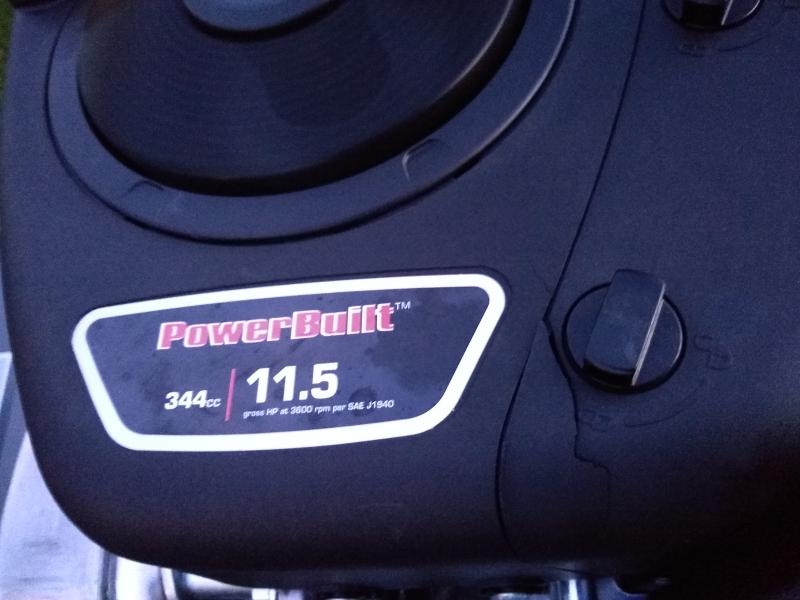 PowerBuilt™
344cc | 11.5
gross HP at 3600 rpm per SAE J1940